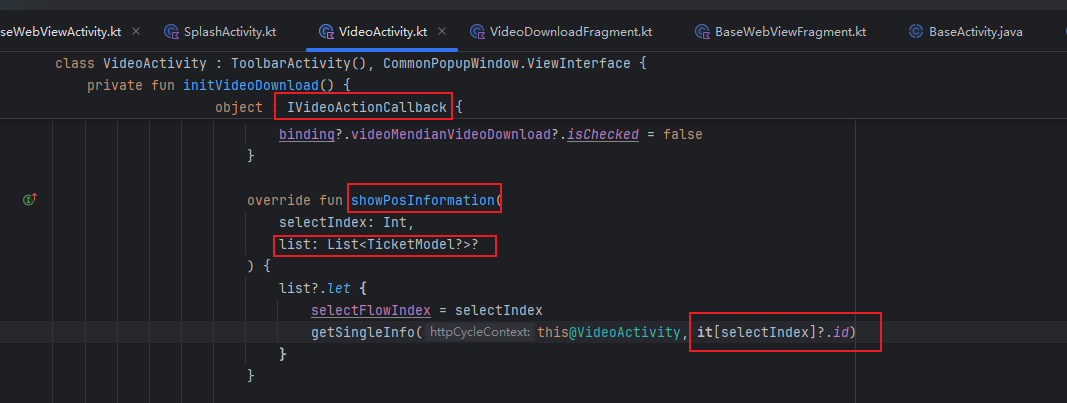 seWebViewActivity.kt SplashActivity.kt VideoActivity.kt VideoDownloadFragment.kt BaseWebViewFragment.kt BaseActivity.java
class VideoActivity : ToolbarActivity(), CommonPopupWindow.ViewInterface {
private fun initVideoDownload() {
object IVideoActionCallback {
binding?.videoMendianVideoDownload?.isChecked = false
}
override fun showPosInformation(
selectIndex: Int,
list: List<TicketModel?>?
) {
list?.let {
selectFlowIndex = selectIndex
getSingleInfo( httpCycleContext: this@VideoActivity, it[selectIndex]?.id)
}
}